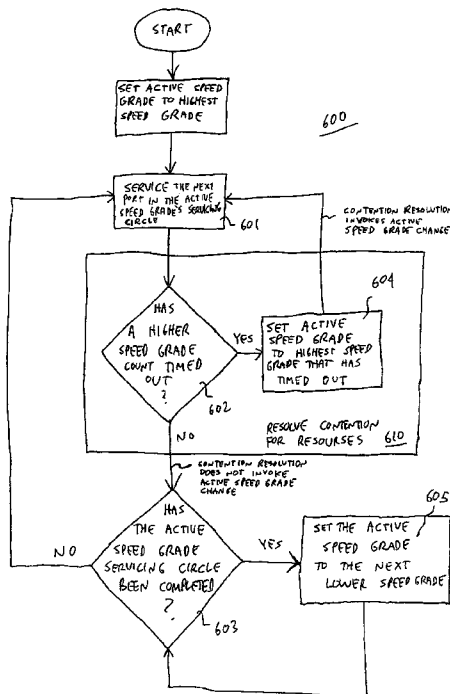 START
SET ACTIVE SPEED
GRADE TO HIGHEST
SPEED GRADE
600
SERVICE THE NEXT
PORT IN THE ACTIVE
SPEED GRADE'S SERVICING
CIRCLE
601
CONTENTION RESOLUTION
INVOKES ACTIVE
SPEED GRADE CHANGE
HAS
A HIGHER
SPEED GRADE
COUNT TIMED
OUT
?
602
YES
604
SET ACTIVE
SPEED GRADE
TO HIGHEST SPEED
GRADE THAT HAS
TIMED OUT
NO
RESOLVE CONTENTION
FOR RESOURSES 610
CONTENTION RESOLUTION
DOES NOT INVOKE
ACTIVE SPEED GRADE
CHANGE
HAS
THE ACTIVE
SPEED GRADE
SERVICING CIRCLE
BEEN COMPLETED
?
603
NO
YES
605
SET THE ACTIVE
SPEED GRADE
TO THE NEXT
LOWER SPEED GRADE